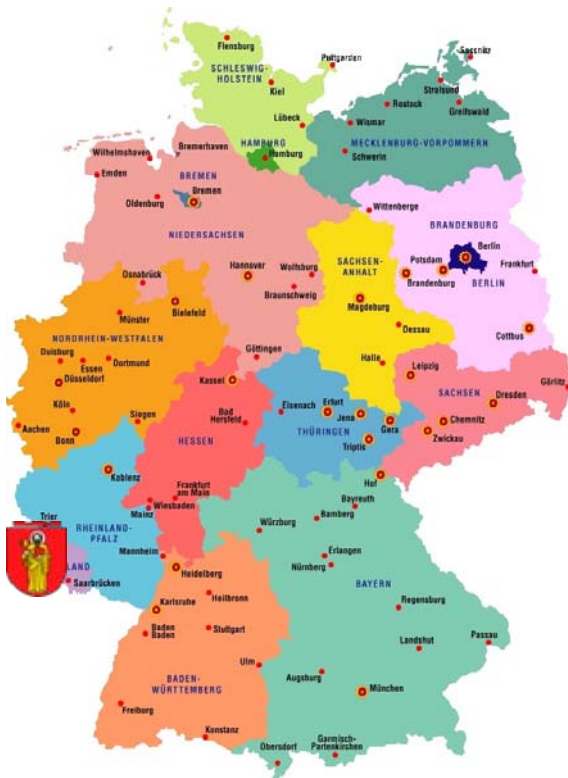 Flensburg
SCHLESWIG-
HOLSTEIN
Puttgarden
Sassnitz
Kiel
Stralsund
Rostock
Greifswald
Lübeck
Wismar
HAMBURG
Hamburg
MECKLENBURG-VORPOMMERN
Schwerin
Wilhelmshaven
Bremerhaven
Emden
BREMEN
Bremen
Oldenburg
Wittenberge
BRANDENBURG
NIEDERSACHSEN
Berlin
SACHSEN-
ANHALT
Potsdam
Frankfurt
Hannover
Wolfsburg
Brandenburg
BERLIN
Osnabrück
Braunschweig
Magdeburg
Bielefeld
Münster
Dessau
Cottbus
NORDRHEIN-WESTFALEN
Göttingen
Halle
Duisburg
Essen
Dortmund
Leipzig
Düsseldorf
Kassel
SACHSEN
Görlitz
Dresden
Köln
Bad
Hersfeld
Eisenach
Erfurt
Jena
Chemnitz
Aachen
Siegen
Gera
Bonn
HESSEN
THÜRINGEN
Zwickau
Triptis
Koblenz
Hof
Frankfurt
am Main
Bayreuth
Wiesbaden
Mainz
Bamberg
Trier
RHEINLAND-
PFALZ
Würzburg
Mannheim
Erlangen
Nürnberg
LAND
Heidelberg
Saarbrücken
BAYERN
Heilbronn
Karlsruhe
Regensburg
Baden
Baden
Stuttgart
Passau
Landshut
Ulm
Augsburg
BADEN-
WÜRTTEMBERG
München
Freiburg
Konstanz
Garmisch-
Partenkirchen
Obersdorf